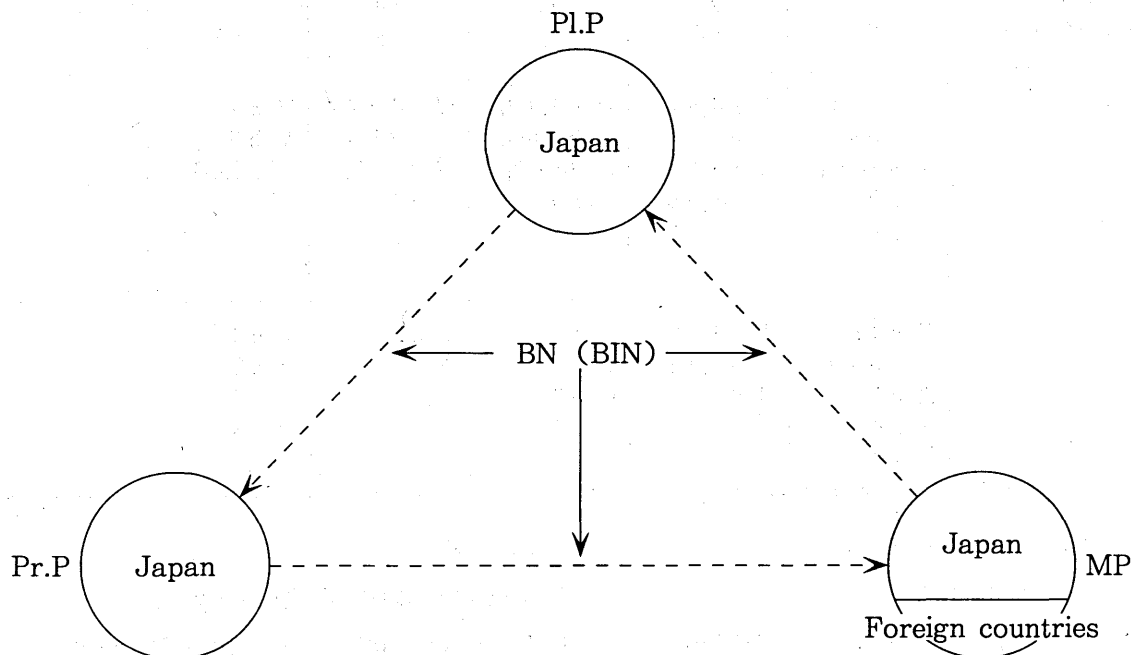 Pl.P
Japan
BN (BIN)
Pr.P
Japan
Japan
MP
Foreign countries